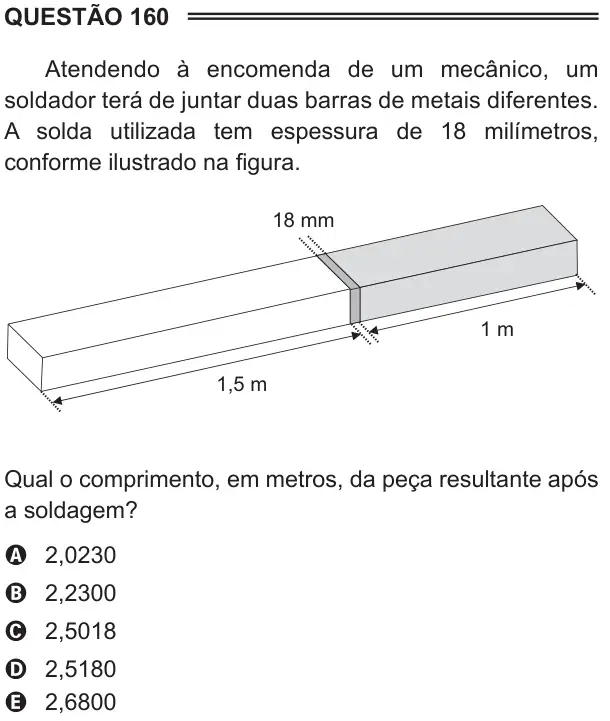 QUESTÃO 160
Atendendo à encomenda de um mecânico, um
soldador terá de juntar duas barras de metais diferentes.
A solda utilizada tem espessura de 18 milímetros,
conforme ilustrado na figura.
18 mm
1 m
1,5 m
Qual o comprimento, em metros, da peça resultante após
a soldagem?
A 2,0230
B 2,2300
C 2,5018
D 2,5180
E 2,6800